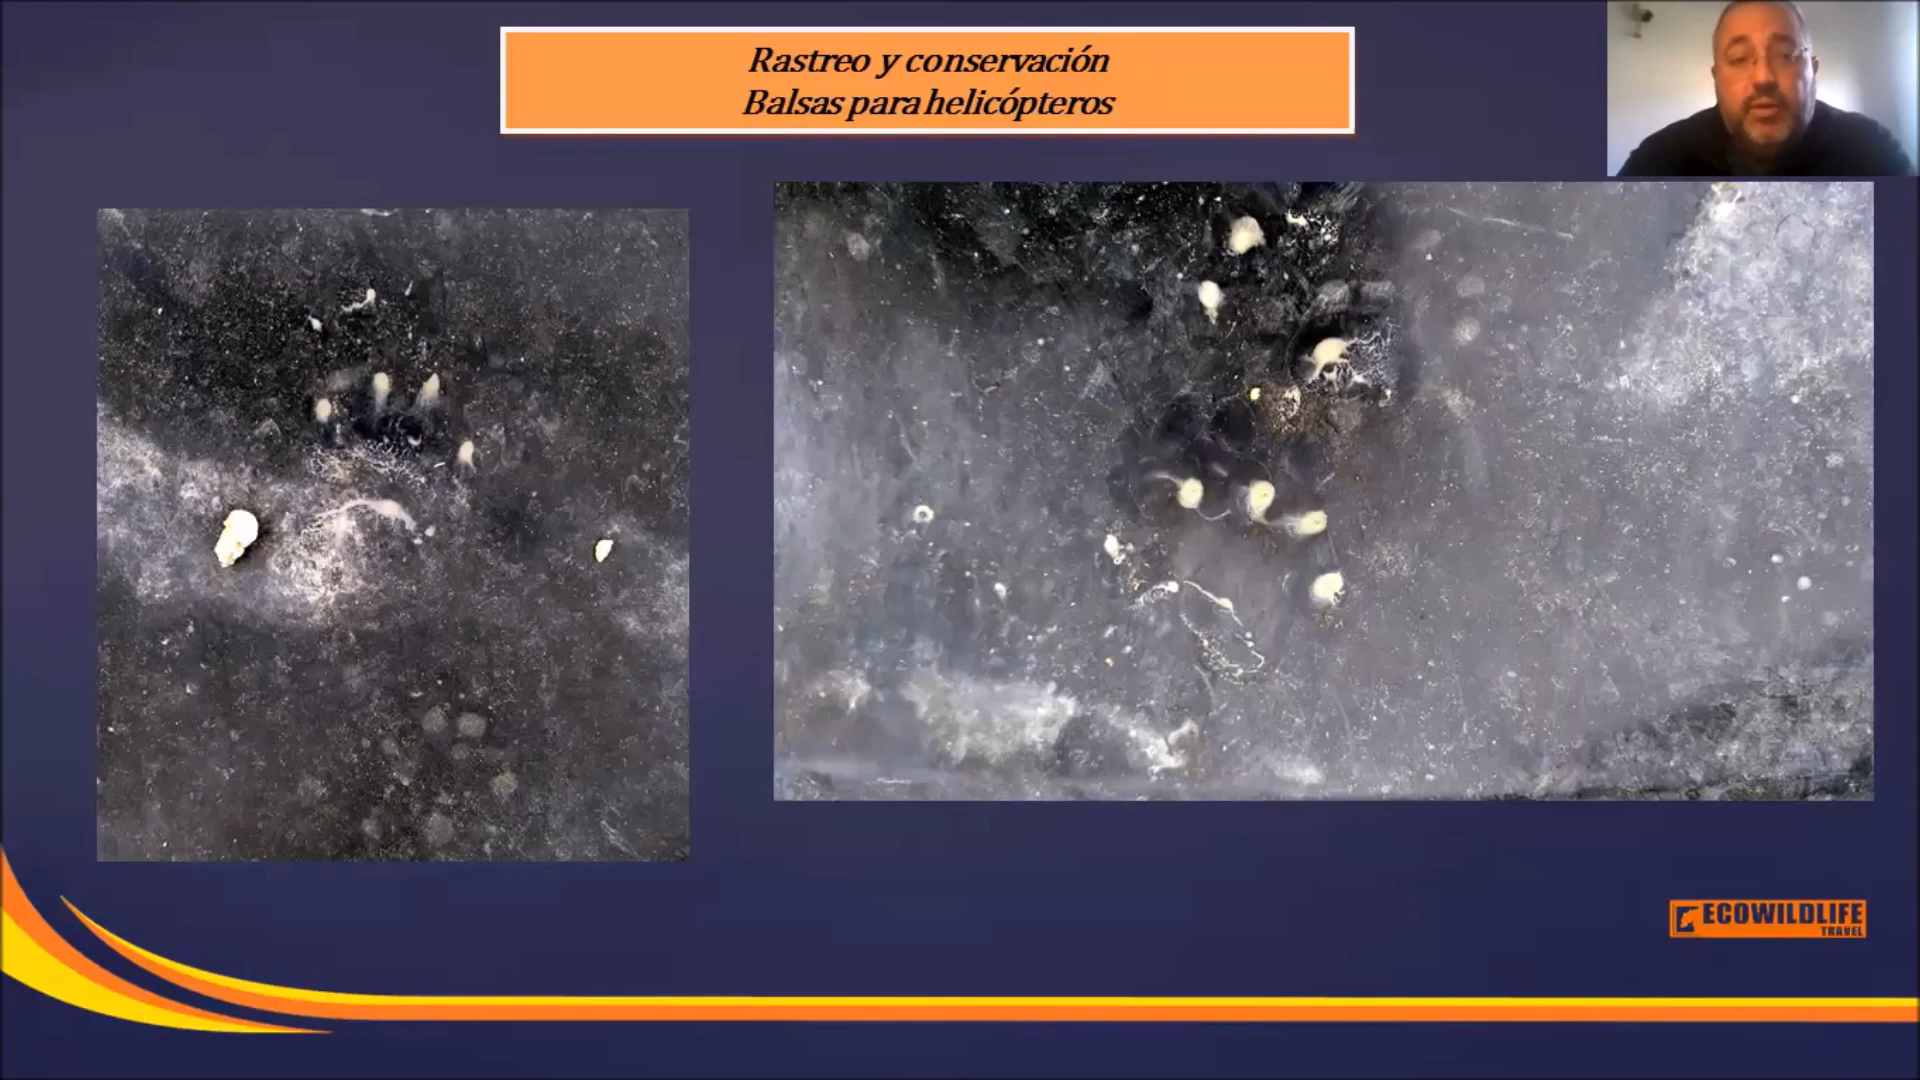 Rastreo y conservación
Balsas para helicópteros
ECOWILDLIFE
TRAVEL